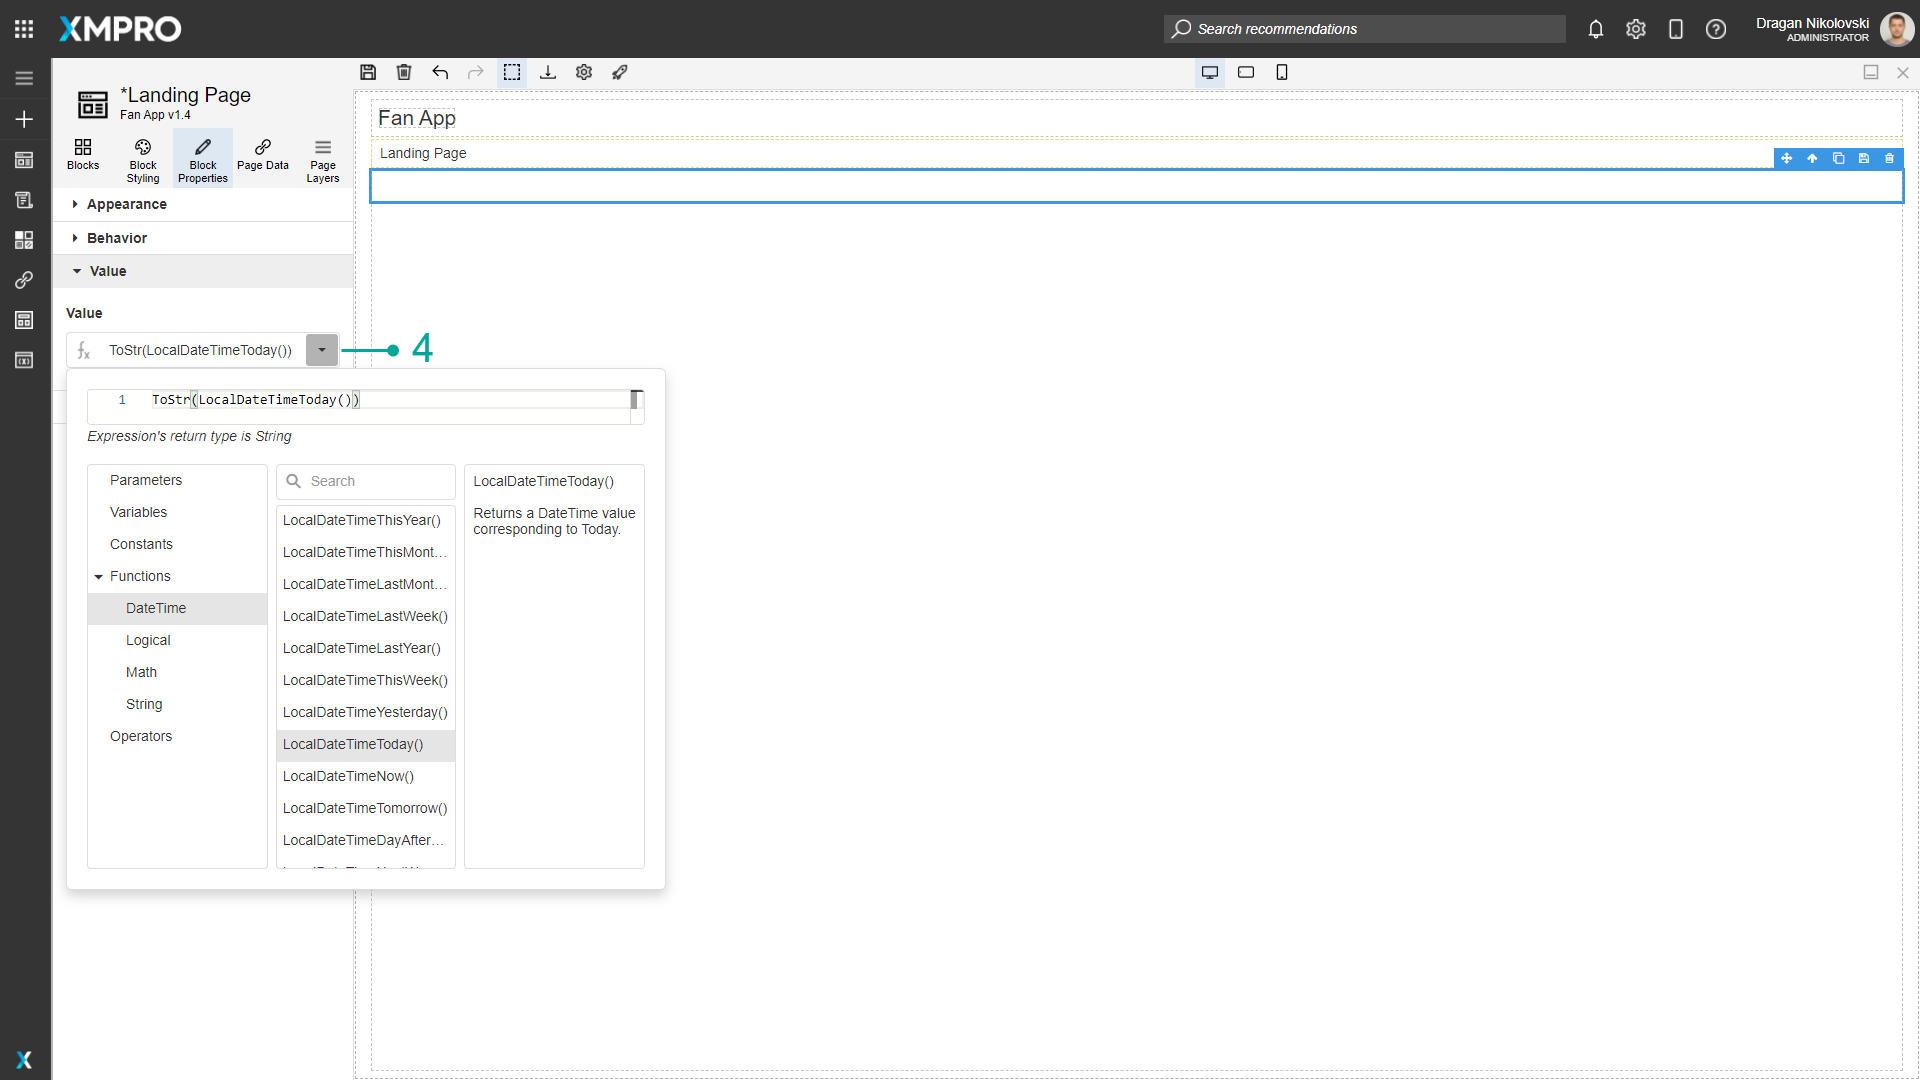 XMPRO
Search recommendations
Dragan Nikolovski
ADMINISTRATOR
*Landing Page
Fan App v1.4
Blocks
Block Styling
Block Properties
Page Data
Page Layers
Appearance
Behavior
Value
Value
fx ToStr(LocalDateTimeToday())
4
1 ToStr(LocalDateTimeToday())
Expression's return type is String
Parameters
Variables
Constants
Functions
DateTime
Logical
Math
String
Operators
Search
LocalDateTimeThisYear()
LocalDateTimeThisMont...
LocalDateTimeLastMont...
LocalDateTimeLastWeek()
LocalDateTimeLastYear()
LocalDateTimeThisWeek()
LocalDateTimeYesterday()
LocalDateTimeToday()
LocalDateTimeNow()
LocalDateTimeTomorrow()
LocalDateTimeDayAfter...
LocalDateTimeToday()
Returns a DateTime value
corresponding to Today.
Fan App
Landing Page